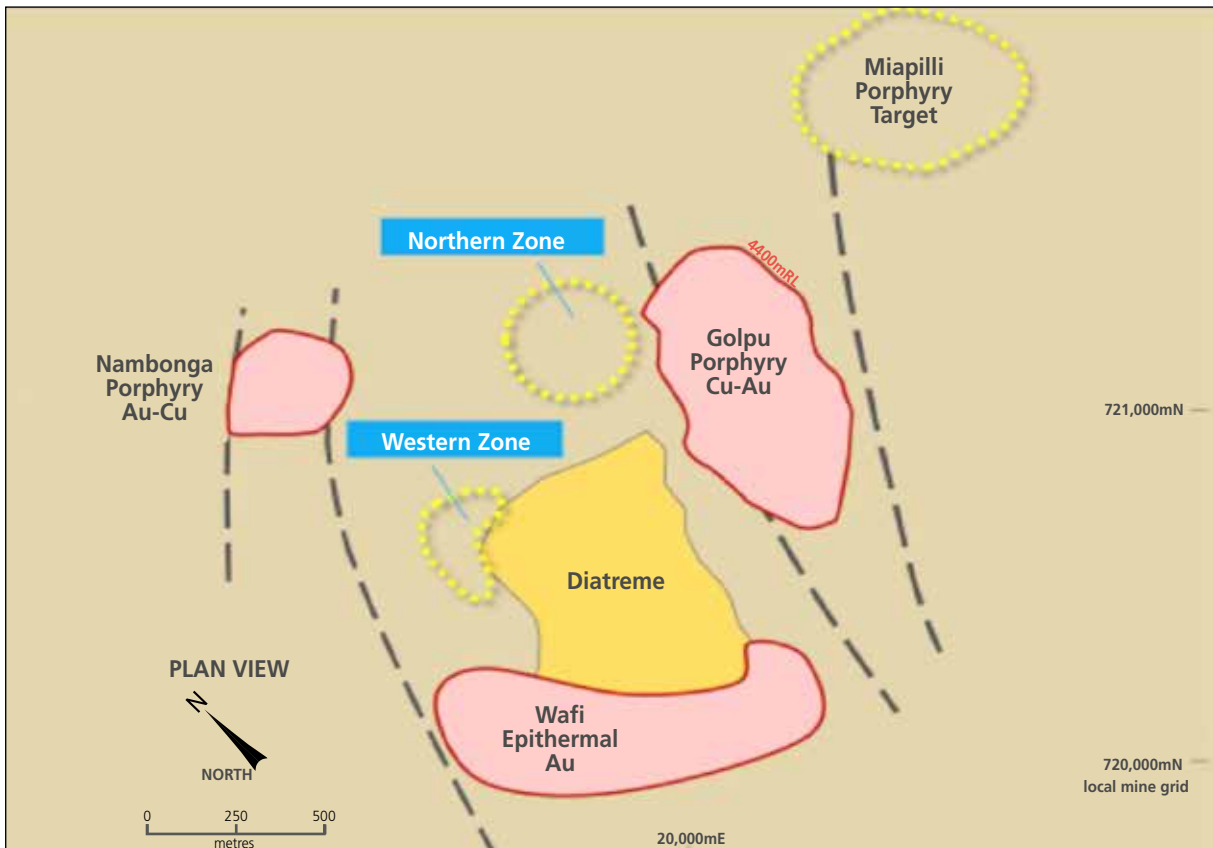 Miapilli
Porphyry
Target
Northern Zone
4400mRL
Golpu
Porphyry
Cu-Au
Nambonga
Porphyry
Au-Cu
721,000mN
Western Zone
Diatreme
PLAN VIEW
N
NORTH
Wafi
Epithermal
Au
720,000mN
local mine grid
0 250 500
metres
20,000mE